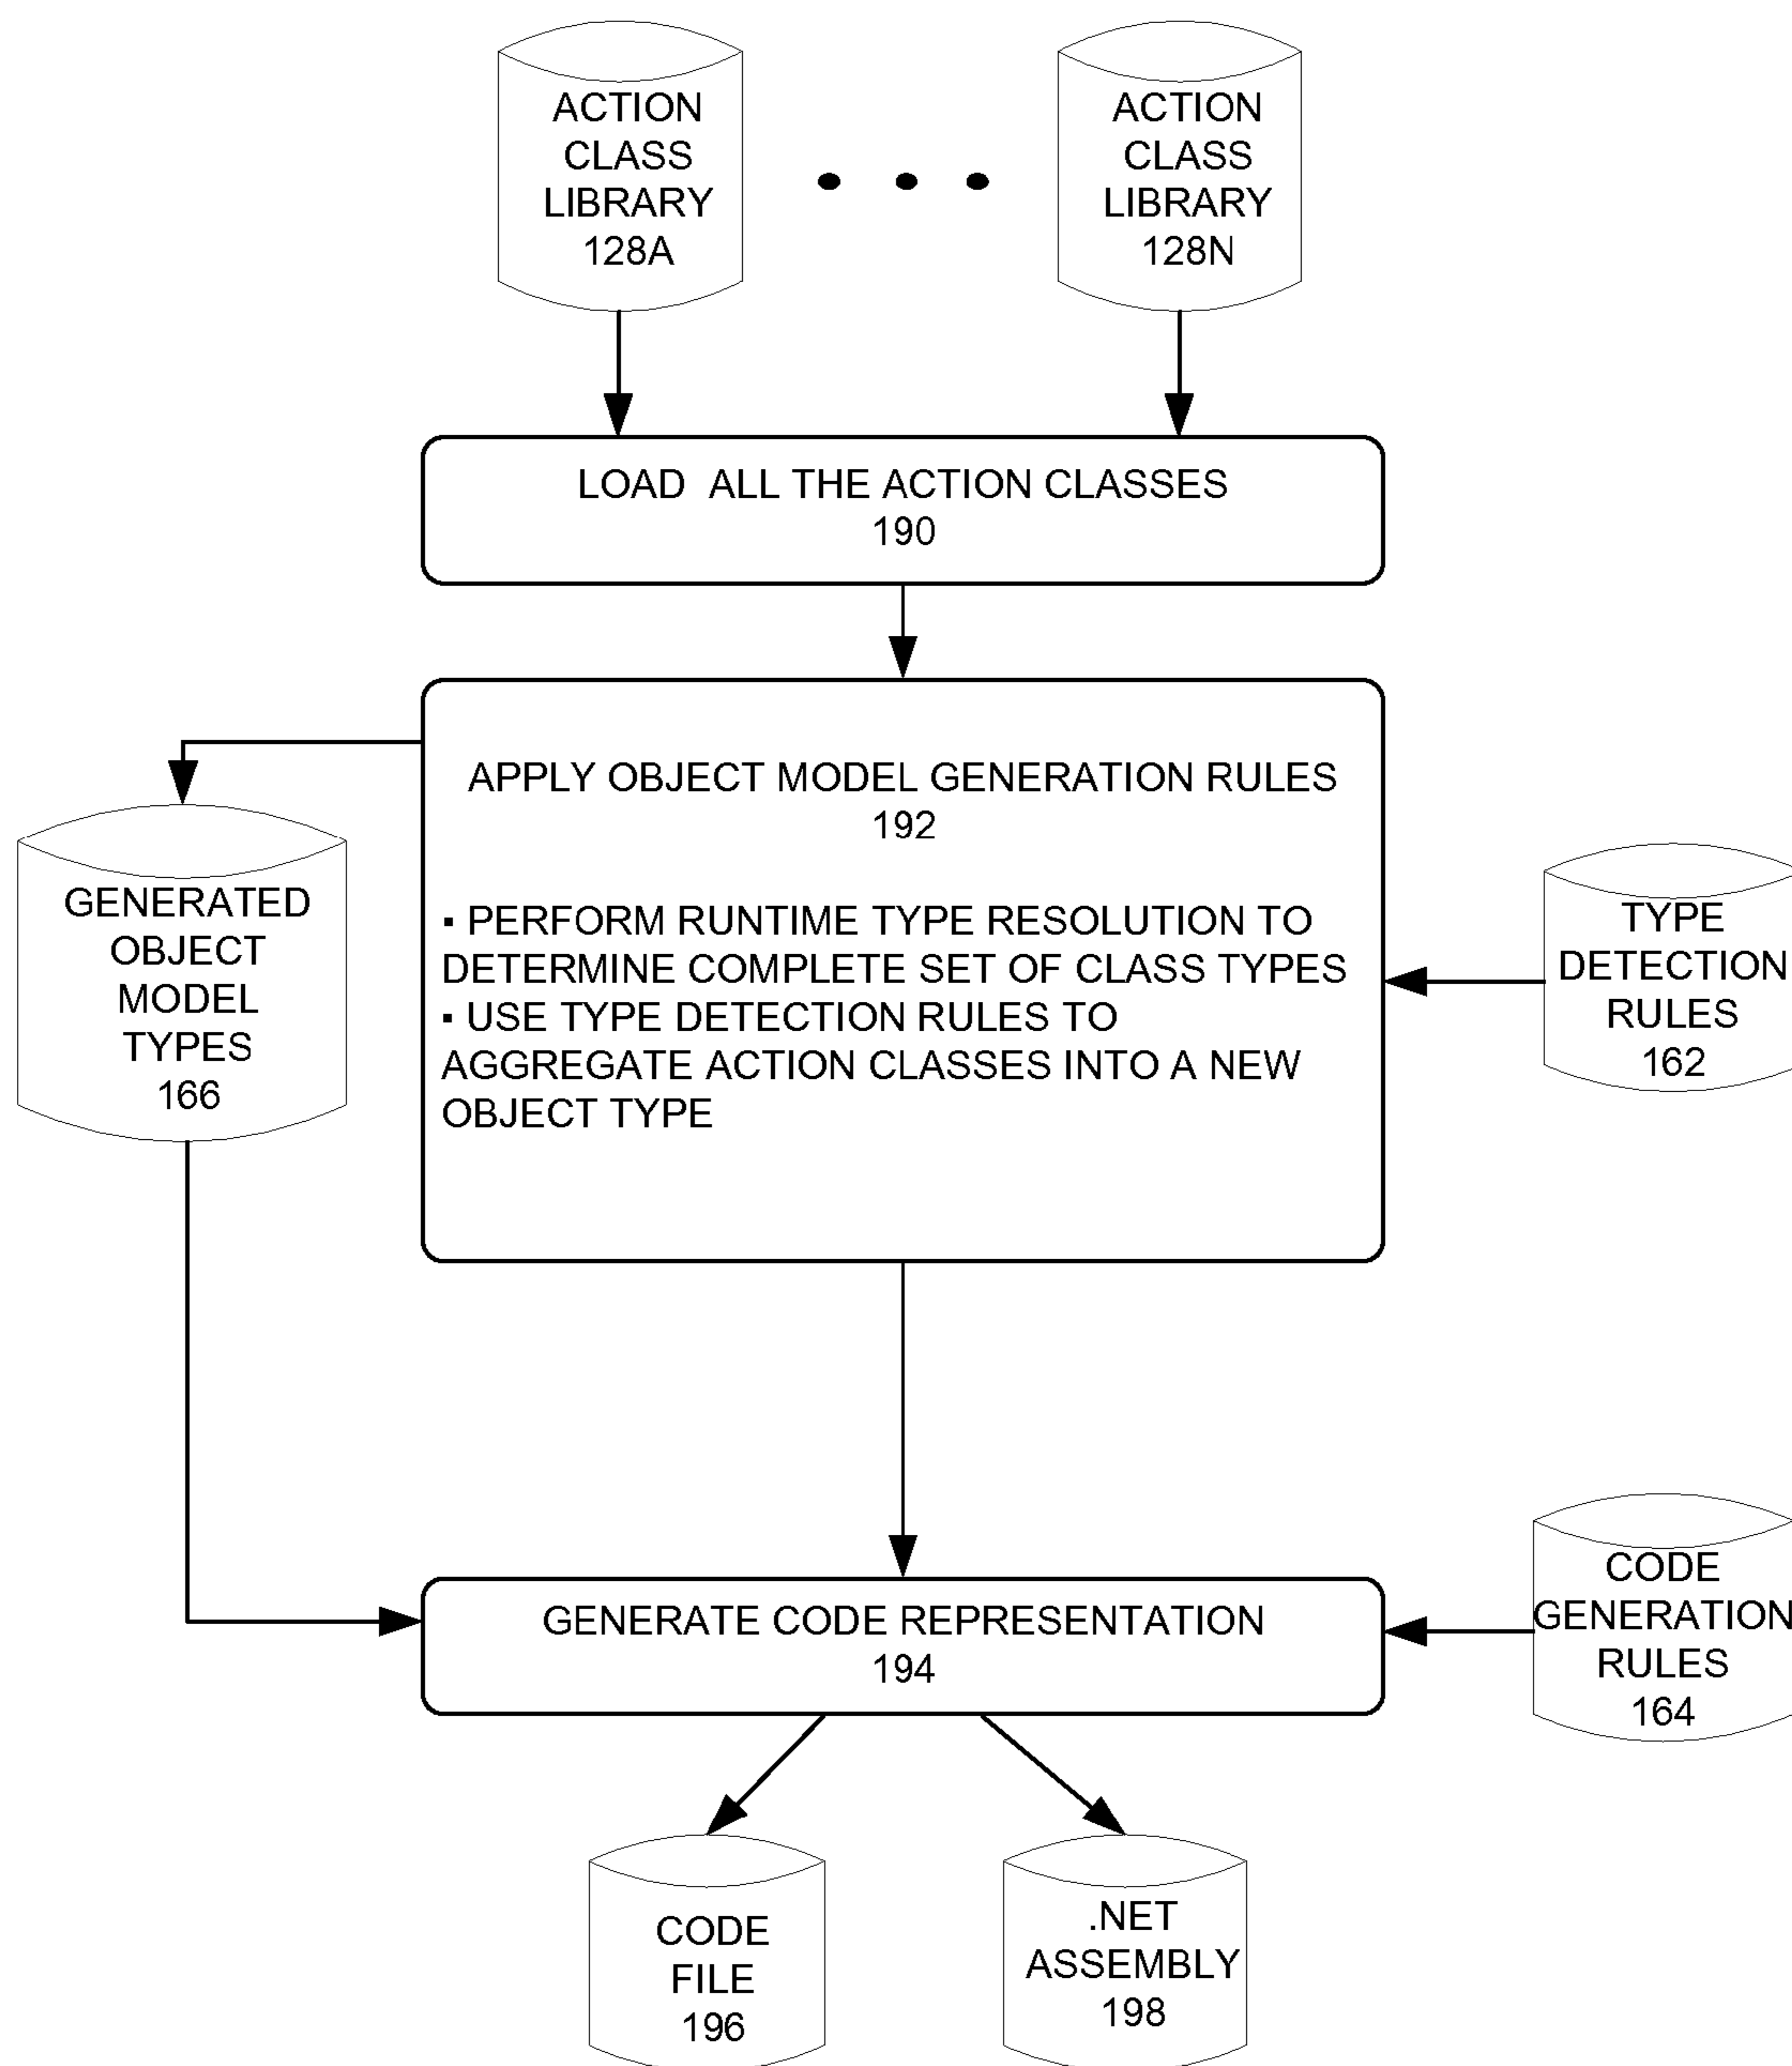 ACTION
CLASS
LIBRARY
128A
ACTION
CLASS
LIBRARY
128N
LOAD ALL THE ACTION CLASSES
190
APPLY OBJECT MODEL GENERATION RULES
192
▪ PERFORM RUNTIME TYPE RESOLUTION TO
DETERMINE COMPLETE SET OF CLASS TYPES
▪ USE TYPE DETECTION RULES TO
AGGREGATE ACTION CLASSES INTO A NEW
OBJECT TYPE
GENERATED
OBJECT
MODEL
TYPES
166
TYPE
DETECTION
RULES
162
GENERATE CODE REPRESENTATION
194
CODE
GENERATION
RULES
164
CODE
FILE
196
.NET
ASSEMBLY
198